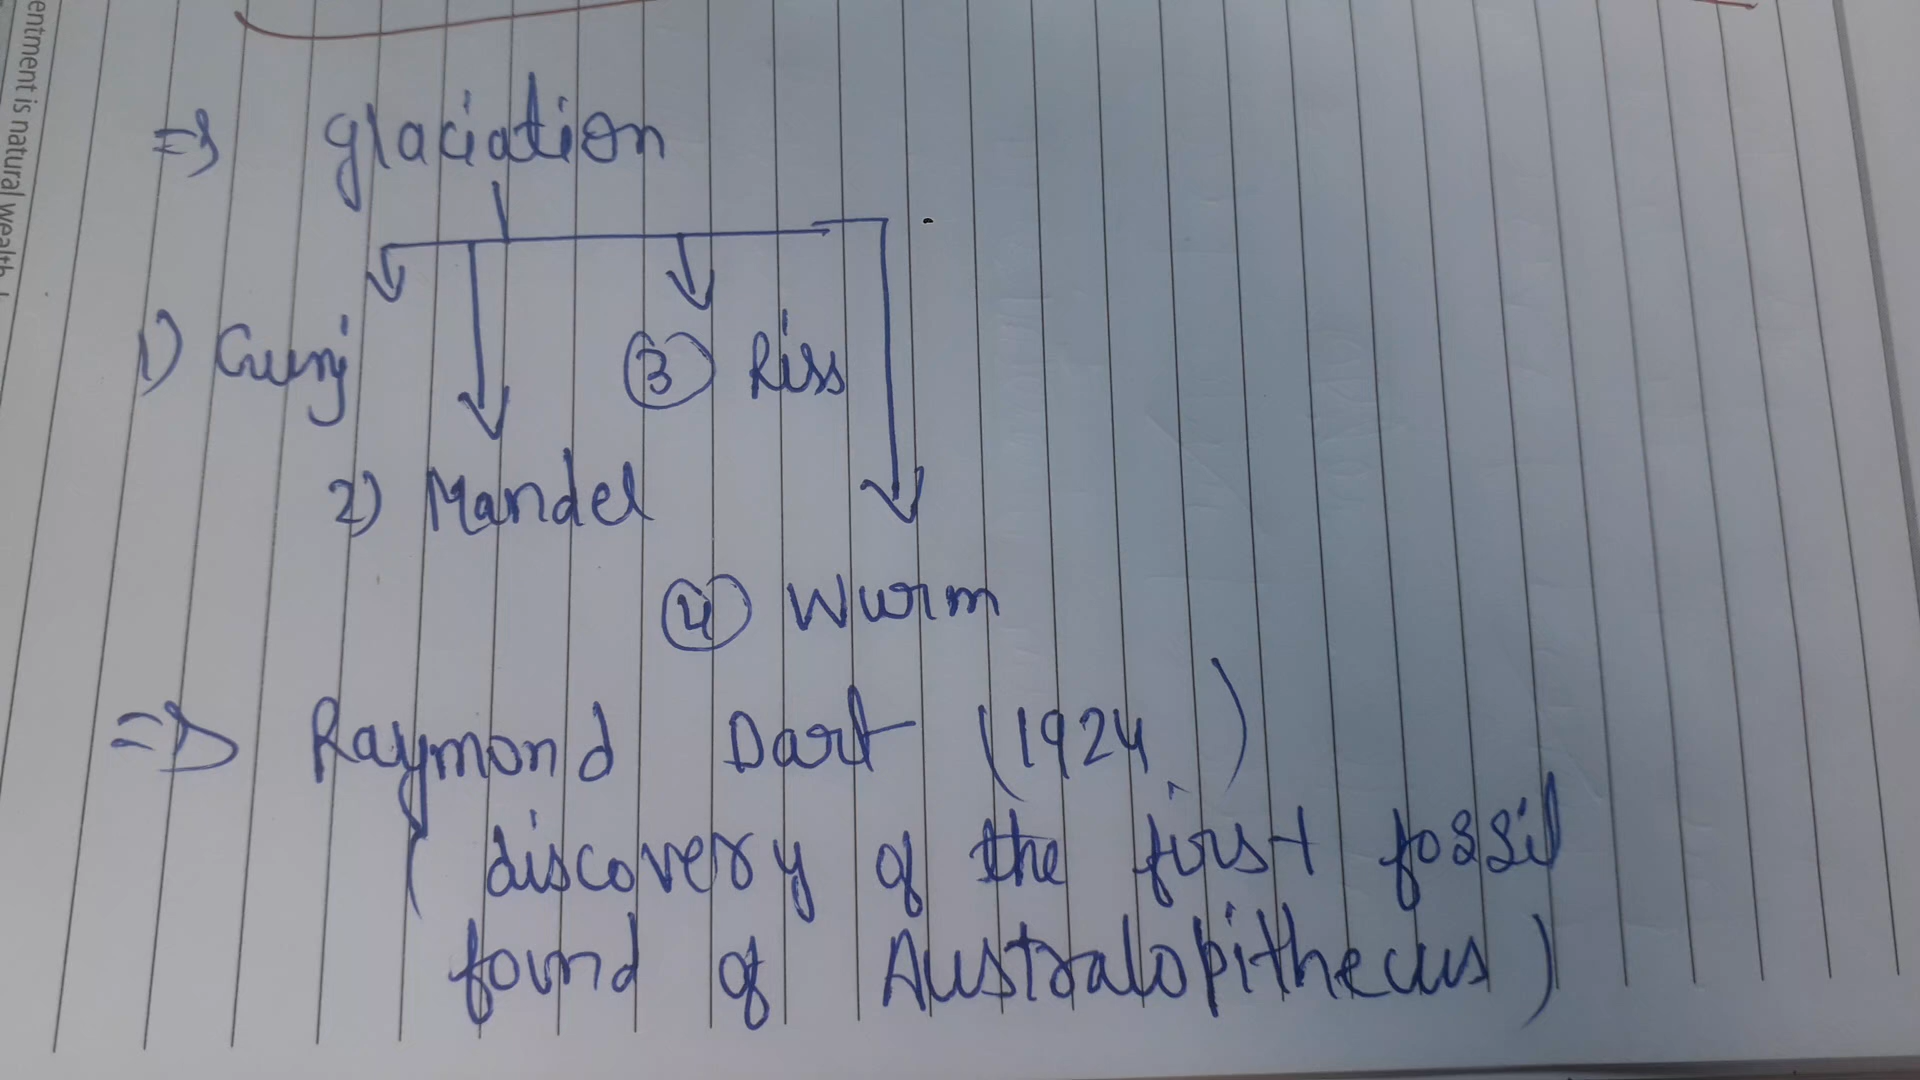 entment is natural wealth, l
=> glaciation
1) Gunj
③ Riss
2) Mandel
④ Wurm
=> Raymond Dart (1924)
(discovery of the first fossil
found of Australopithecus)